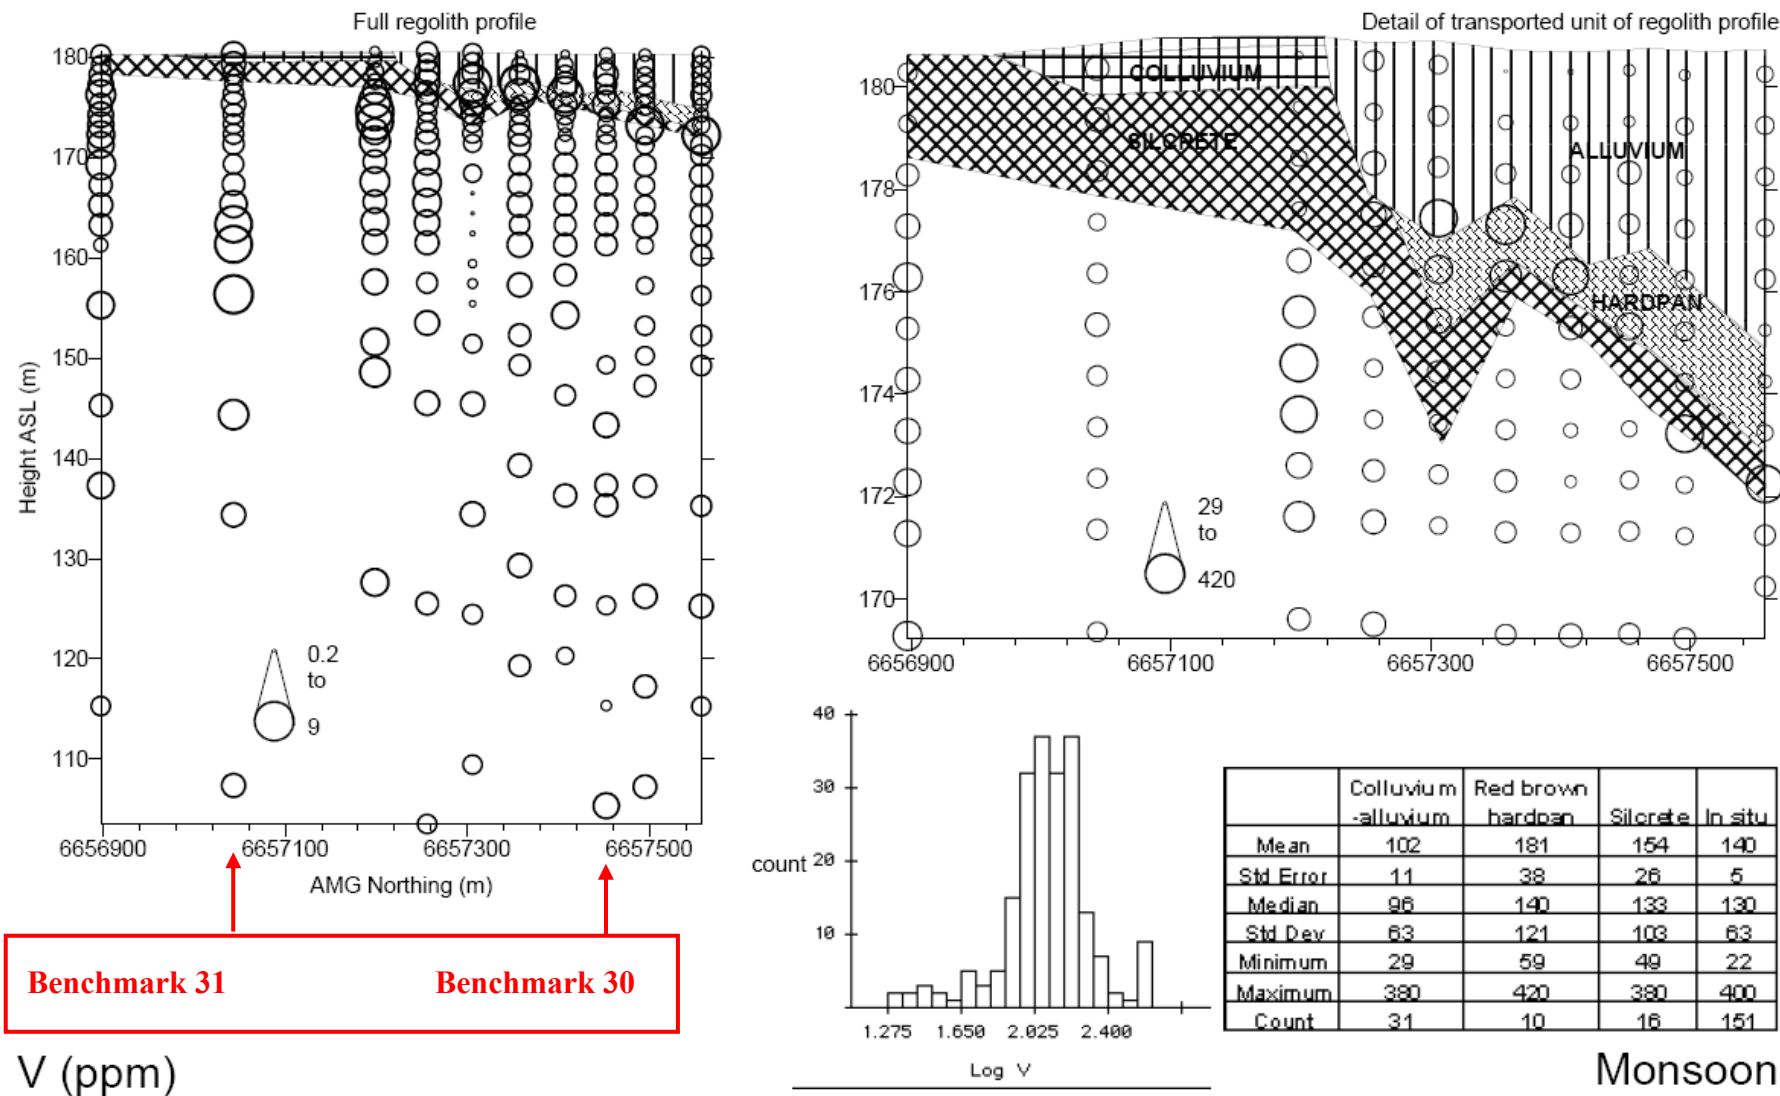 Full regolith profile
Detail of transported unit of regolith profile
180
170
160
150
140
130
120
110
Height ASL (m)
0.2
to
9
6656900
6657100
6657300
6657500
AMG Northing (m)
Benchmark 31
Benchmark 30
180
178
176
174
172
170
COLLUVIUM
SILCRETE
ALLUVIUM
HARDPAN
29
to
420
6656900
6657100
6657300
6657500
40
30
count 20
10
1.275 1.650 2.025 2.400
Log V
Colluvium -alluvium Red brown hardpan Silcrete In situ
Mean 102 181 154 140
Std Error 11 38 26 5
Median 96 140 133 130
Std Dev 63 121 103 63
Minimum 29 59 49 22
Maximum 380 420 380 400
Count 31 10 16 151
V (ppm)
Monsoon